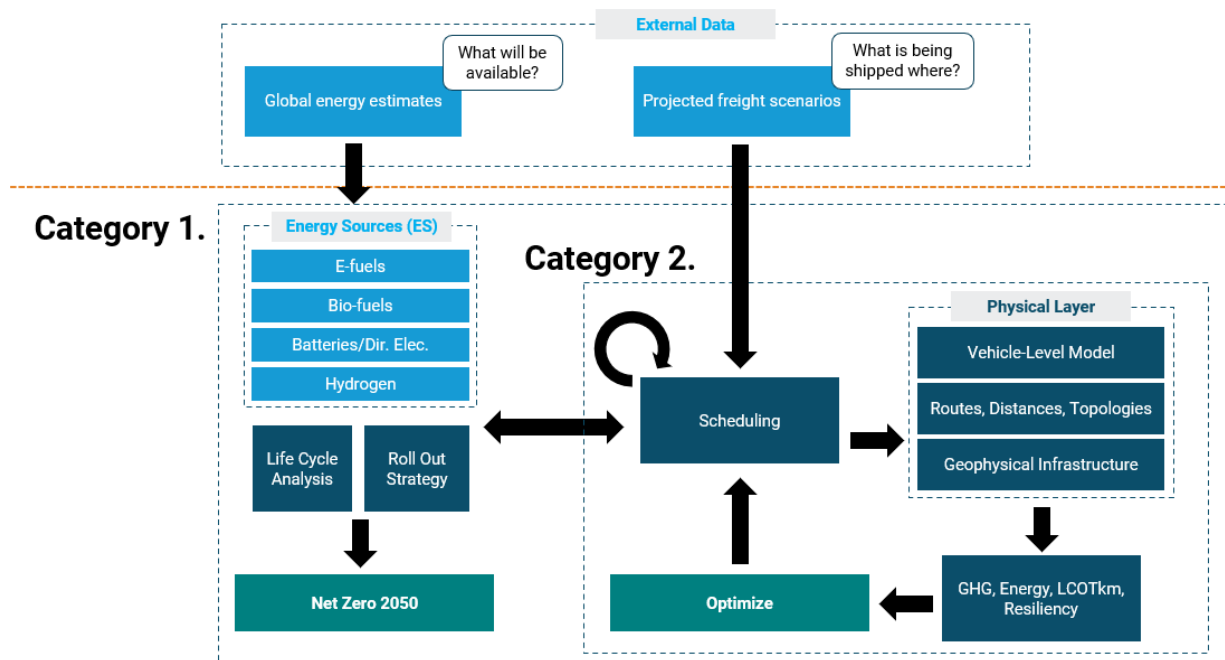 External Data
What will be
available?
Global energy estimates
What is being
shipped where?
Projected freight scenarios
Category 1.
Energy Sources (ES)
E-fuels
Bio-fuels
Batteries/Dir. Elec.
Hydrogen
Life Cycle
Analysis
Roll Out
Strategy
Net Zero 2050
Category 2.
Scheduling
Physical Layer
Vehicle-Level Model
Routes, Distances, Topologies
Geophysical Infrastructure
GHG, Energy, LCOTkm,
Resiliency
Optimize